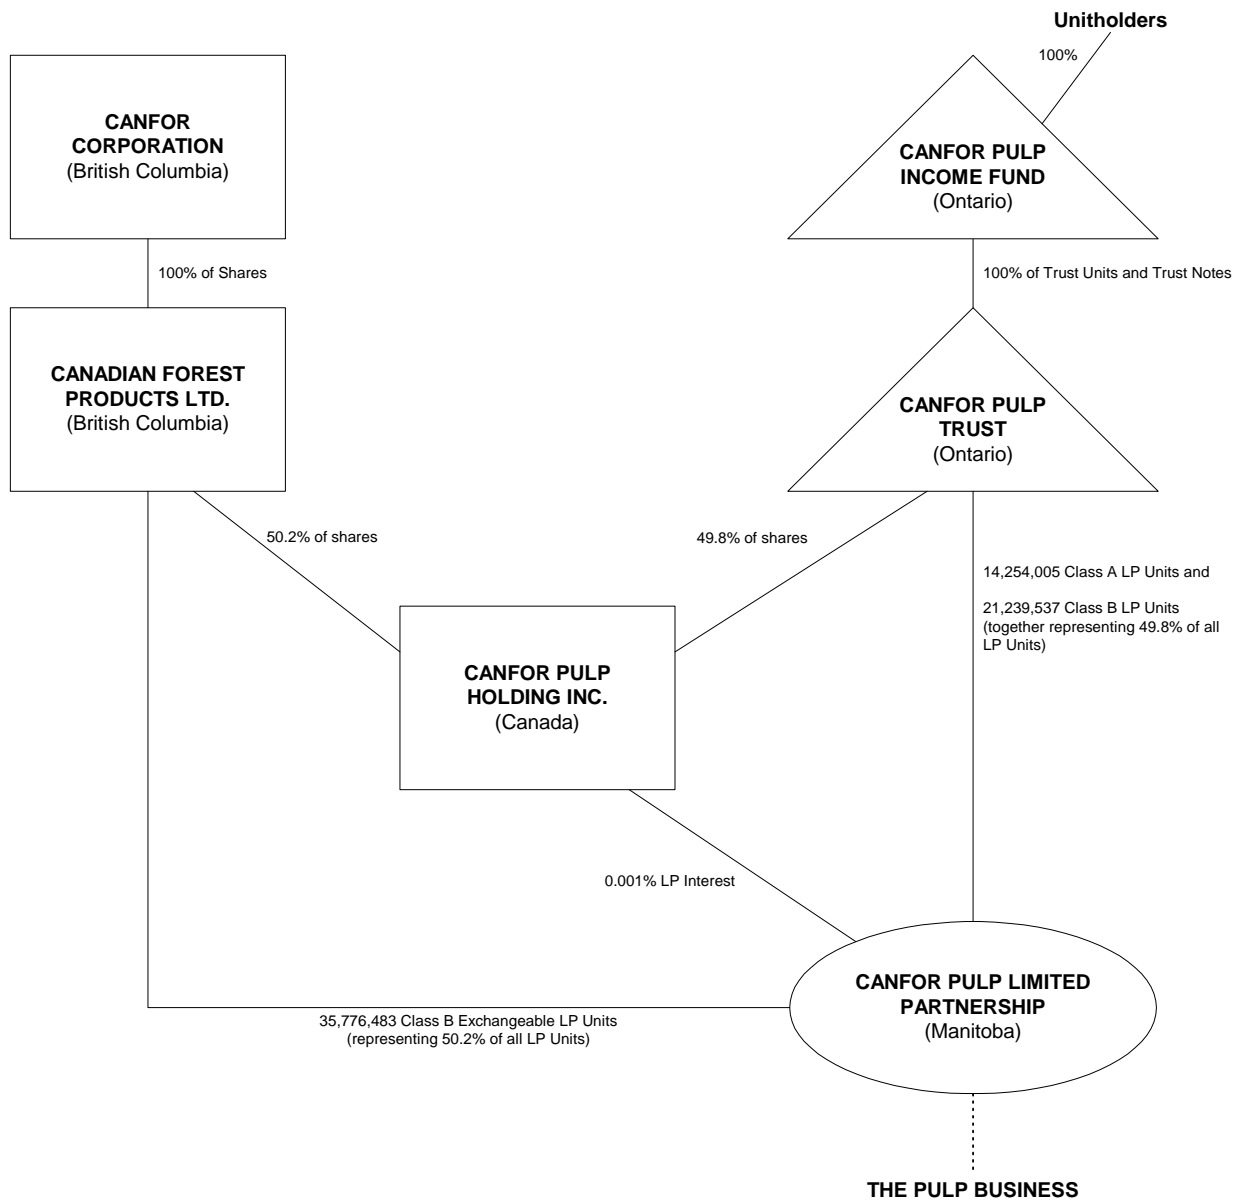 Unitholders
100%
CANFOR
CORPORATION
(British Columbia)
CANFOR PULP
INCOME FUND
(Ontario)
100% of Shares
100% of Trust Units and Trust Notes
CANADIAN FOREST
PRODUCTS LTD.
(British Columbia)
CANFOR PULP
TRUST
(Ontario)
50.2% of shares
49.8% of shares
14,254,005 Class A LP Units and
21,239,537 Class B LP Units
(together representing 49.8% of all
LP Units)
CANFOR PULP
HOLDING INC.
(Canada)
0.001% LP Interest
CANFOR PULP LIMITED
PARTNERSHIP
(Manitoba)
35,776,483 Class B Exchangeable LP Units
(representing 50.2% of all LP Units)
THE PULP BUSINESS